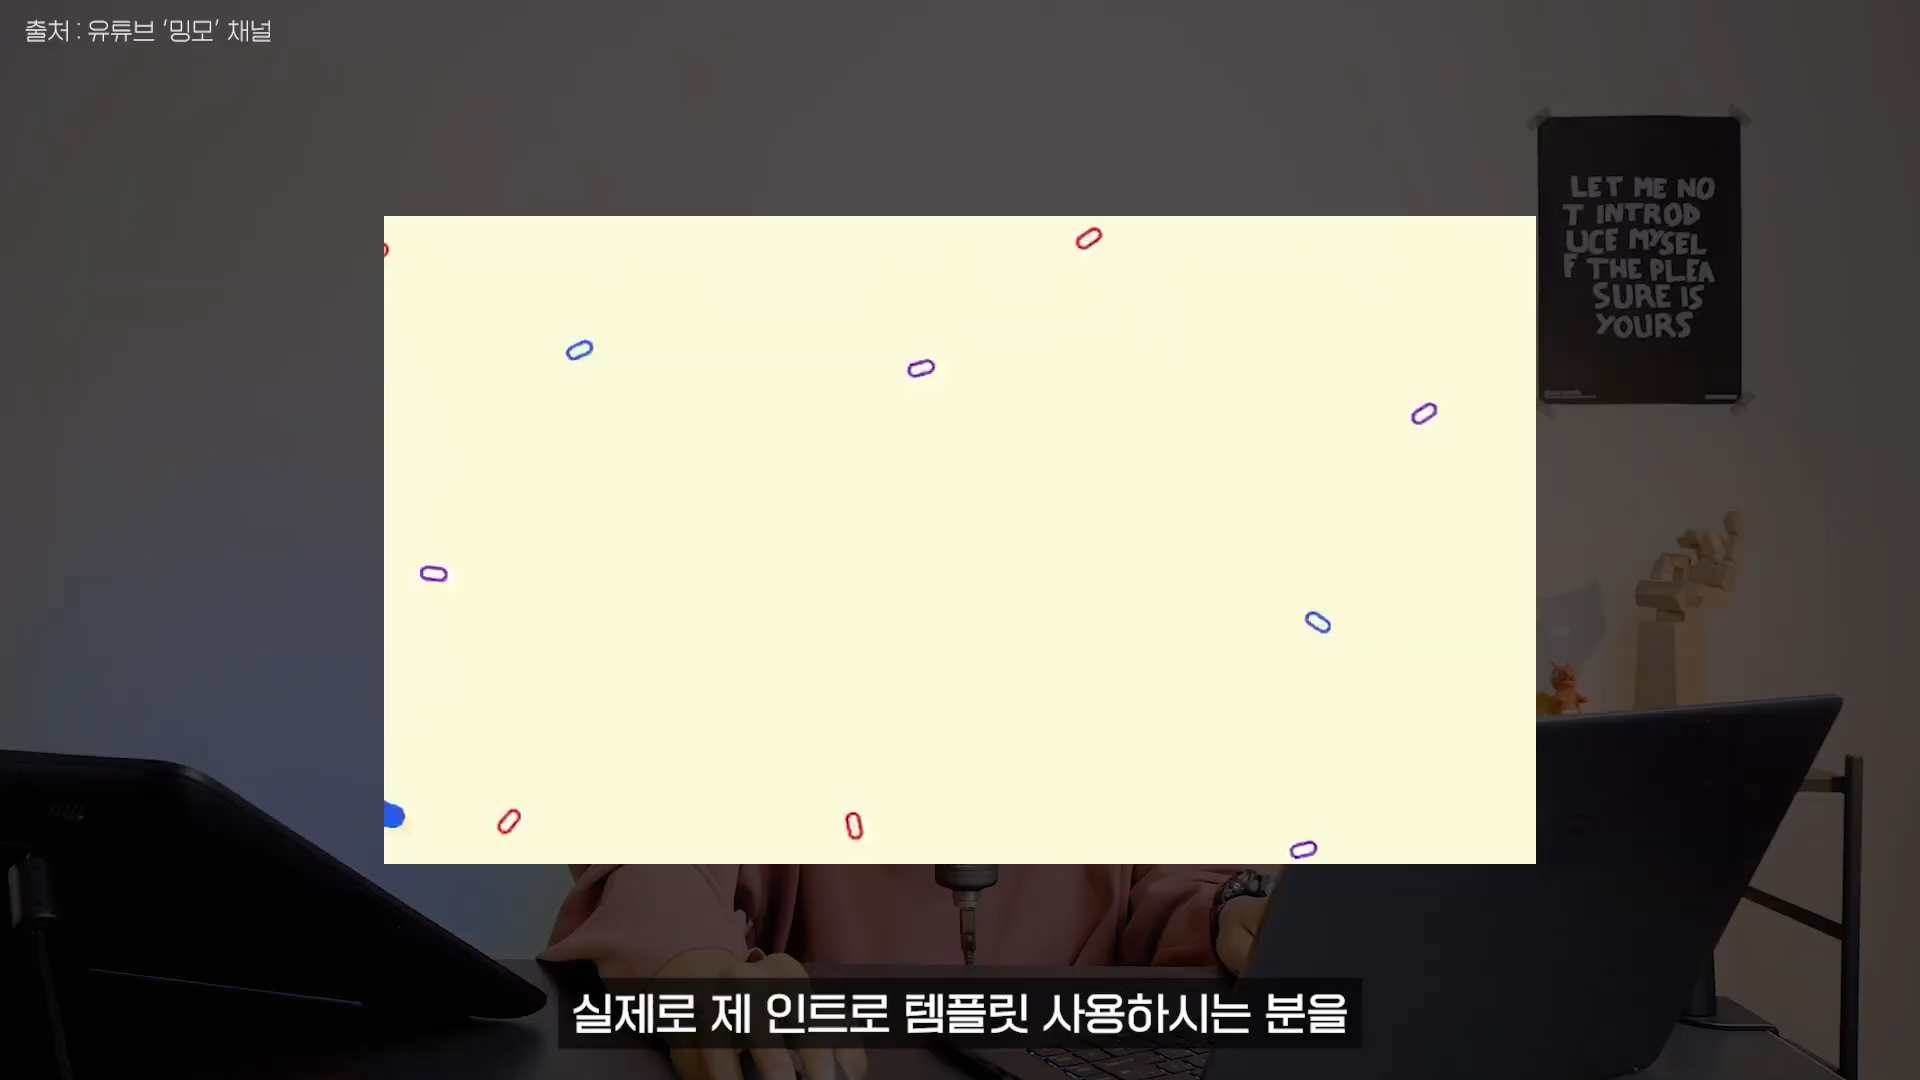 출처 : 유튜브 ‘밍모’ 채널
LET ME NO
T INTROD
UCE MYSEL
F THE PLEA
SURE IS
YOURS
실제로 제 인트로 템플릿 사용하시는 분을